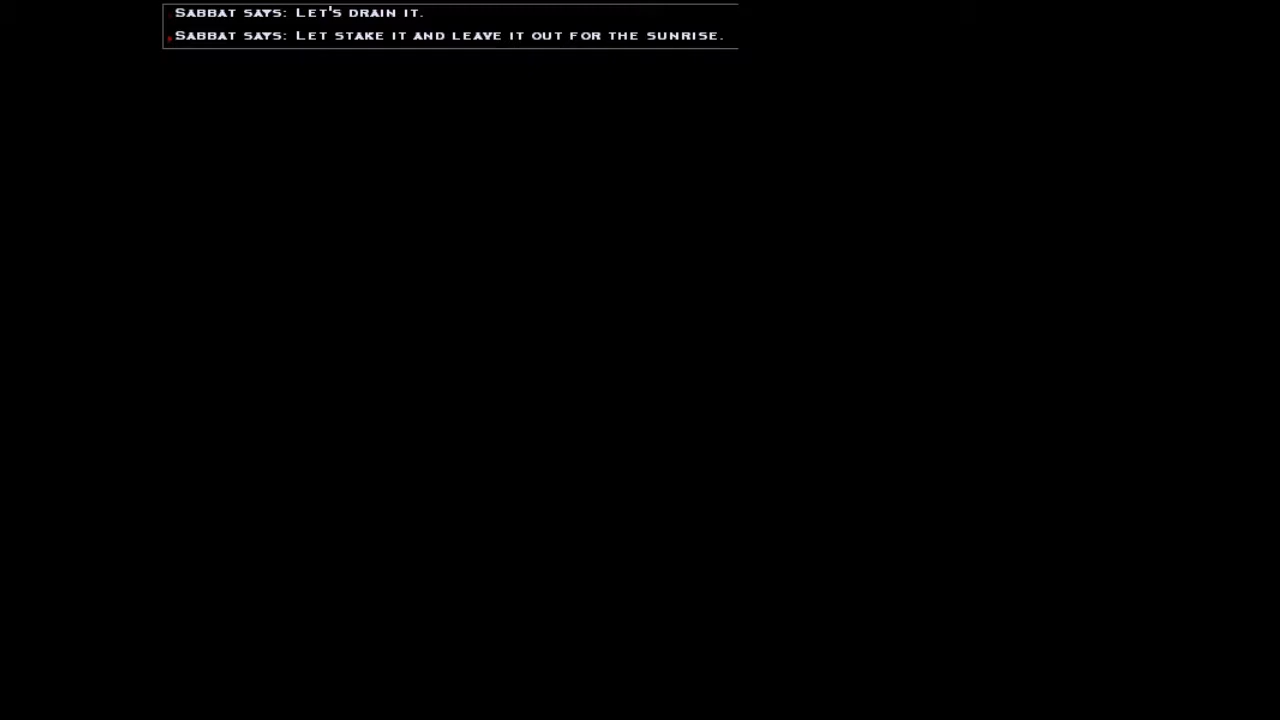 Sabbat says: Let's drain it.
Sabbat says: Let stake it and leave it out for the sunrise.